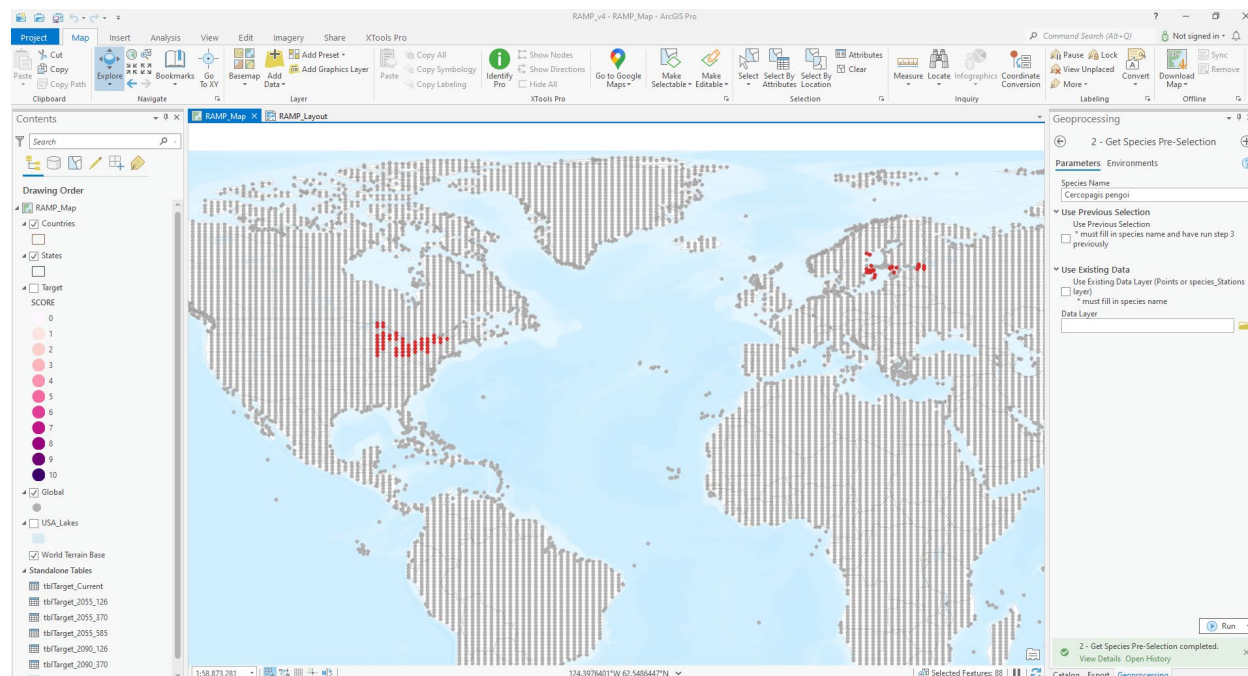 RAMP_v4 - RAMP_Map - ArcGIS Pro
Project Map Insert Analysis View Edit Imagery Share XTools Pro
Command Search (Alt+Q) Not signed in
Paste Cut Copy Copy Path
Clipboard
Explore Bookmarks Go To XY
Navigate
Basemap Add Data Add Preset Add Graphics Layer
Layer
Paste Copy All Copy Symbology Copy Labeling
Identify Pro Show Nodes Show Directions Hide All
Go to Google Maps Make Selectable Make Editable
XTools Pro
Select Select By Attributes Select By Location Attributes Clear
Selection
Measure Locate Infographics Coordinate Conversion
Inquiry
Pause Lock View Unplaced More Convert
Labeling
Download Map Sync Remove
Offline
Contents
Search
Drawing Order
RAMP_Map
Countries
States
Target
SCORE
0
1
2
3
4
5
6
7
8
9
10
Global
USA_Lakes
World Terrain Base
Standalone Tables
tblTarget_Current
tblTarget_2055_126
tblTarget_2055_370
tblTarget_2055_585
tblTarget_2090_126
tblTarget_2090_370
RAMP_Map RAMP_Layout
1:58,873,281
124.3976401°W 62.5486447°N
Selected Features: 88
Geoprocessing
2 - Get Species Pre-Selection
Parameters Environments
Species Name
Cercopagis pengoi
Use Previous Selection
Use Previous Selection
* must fill in species name and have run step 3
previously
Use Existing Data
Use Existing Data Layer (Points or species_Stations
layer)
* must fill in species name
Data Layer
Run
2 - Get Species Pre-Selection completed.
View Details Open History
Catalog Export Geoprocessing